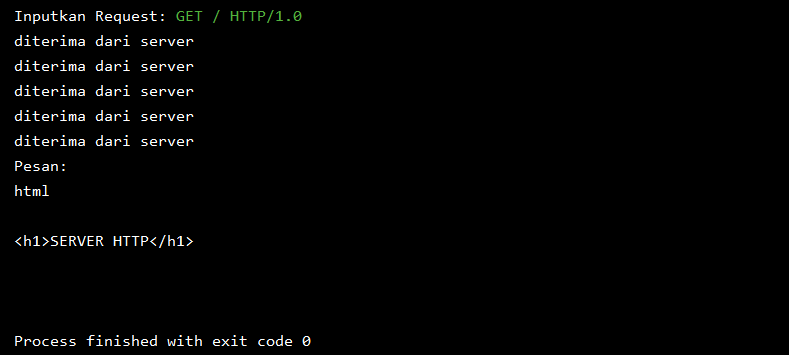 Inputkan Request: GET / HTTP/1.0
diterima dari server
diterima dari server
diterima dari server
diterima dari server
diterima dari server
Pesan:
html
<h1>SERVER HTTP</h1>
Process finished with exit code 0